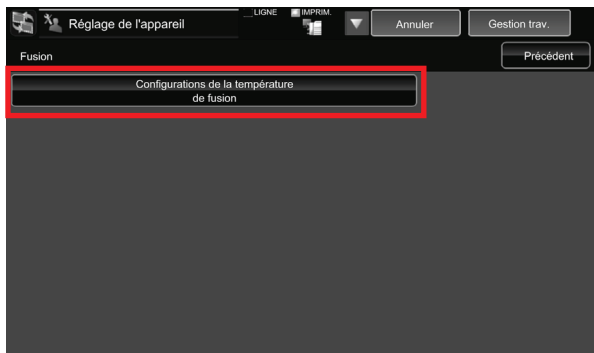 Réglage de l'appareil
LIGNE
IMPRIM.
Annuler
Gestion trav.
Fusion
Précédent
Configurations de la température
de fusion